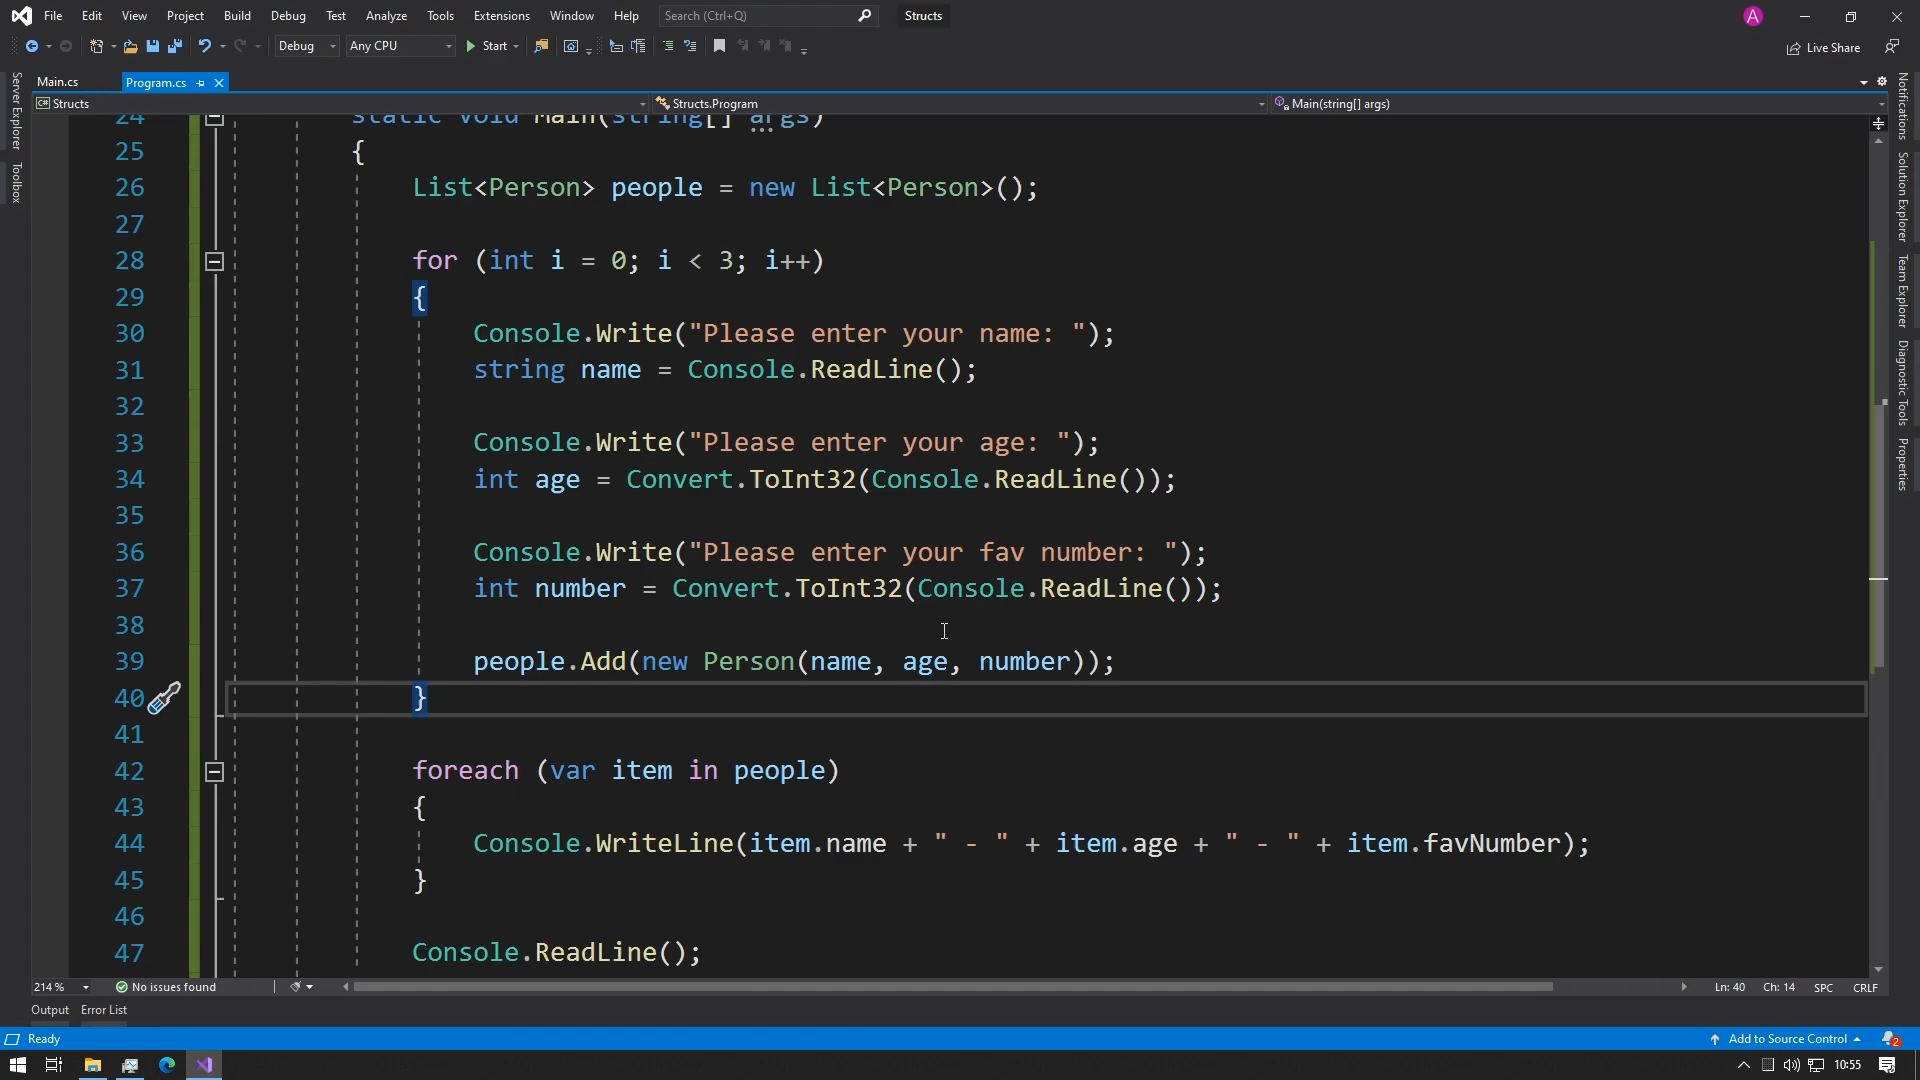 File Edit View Project Build Debug Test Analyze Tools Extensions Window Help Search (Ctrl+Q) Structs A
Debug Any CPU Start Live Share
Main.cs Program.cs
Structs Structs.Program Main(string[] args)
Server Explorer
Toolbox
Notifications
Solution Explorer
Team Explorer
Diagnostic Tools
Properties
24 static void Main(string[] args)
25 {
26 List<Person> people = new List<Person>();
27
28 for (int i = 0; i < 3; i++)
29 {
30 Console.Write("Please enter your name: ");
31 string name = Console.ReadLine();
32
33 Console.Write("Please enter your age: ");
34 int age = Convert.ToInt32(Console.ReadLine());
35
36 Console.Write("Please enter your fav number: ");
37 int number = Convert.ToInt32(Console.ReadLine());
38
39 people.Add(new Person(name, age, number));
40 }
41
42 foreach (var item in people)
43 {
44 Console.WriteLine(item.name + " - " + item.age + " - " + item.favNumber);
45 }
46
47 Console.ReadLine();
214 % No issues found Ln: 40 Ch: 14 SPC CRLF
Output Error List
Ready Add to Source Control 2
10:55